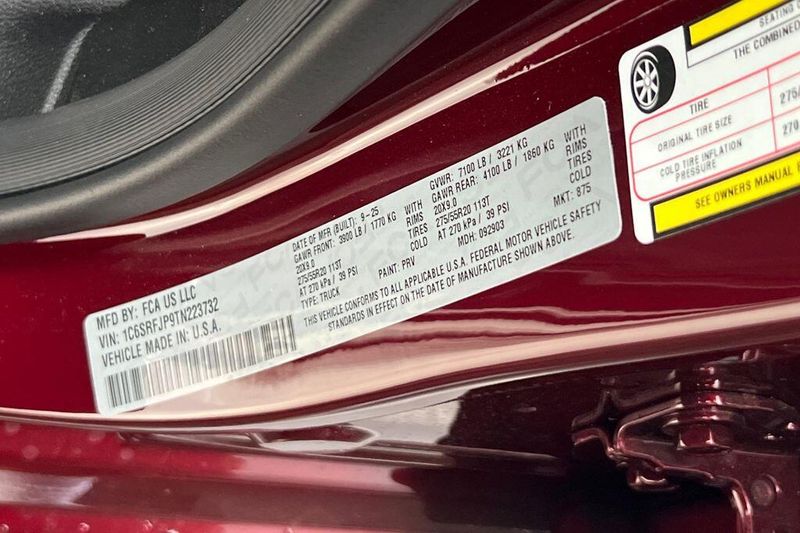 MFD BY: FCA US LLC
VIN: 1C6SRFJP9TN223732
VEHICLE MADE IN: U.S.A.
DATE OF MFR (BUILT): 9-25
GAWR FRONT: 3900 LB / 1770 KG WITH
20X9.0 RIMS
275/55R20 113T TIRES
AT 270 kPa / 39 PSI COLD
TYPE: TRUCK PAINT: PRV
GVWR: 7100 LB / 3221 KG
GAWR REAR: 4100 LB / 1860 KG WITH
20X9.0 RIMS
275/55R20 113T TIRES
AT 270 kPa / 39 PSI COLD
MDH: 092903 MKT: 875
THIS VEHICLE CONFORMS TO ALL APPLICABLE U.S.A. FEDERAL MOTOR VEHICLE SAFETY
STANDARDS IN EFFECT ON THE DATE OF MANUFACTURE SHOWN ABOVE.
SEATING
THE COMBINED
TIRE
ORIGINAL TIRE SIZE 275/
COLD TIRE INFLATION PRESSURE 270
SEE OWNERS MANUAL